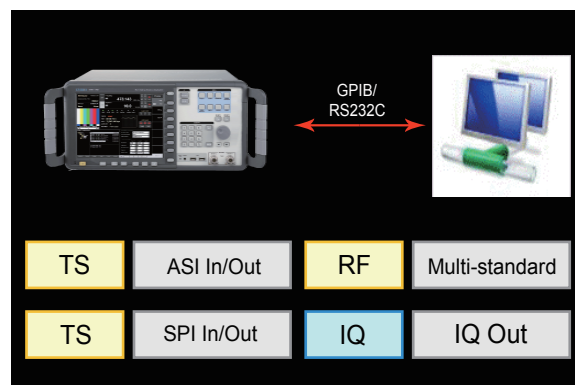 GPIB/
RS232C
TS
ASI In/Out
RF
Multi-standard
TS
SPI In/Out
IQ
IQ Out